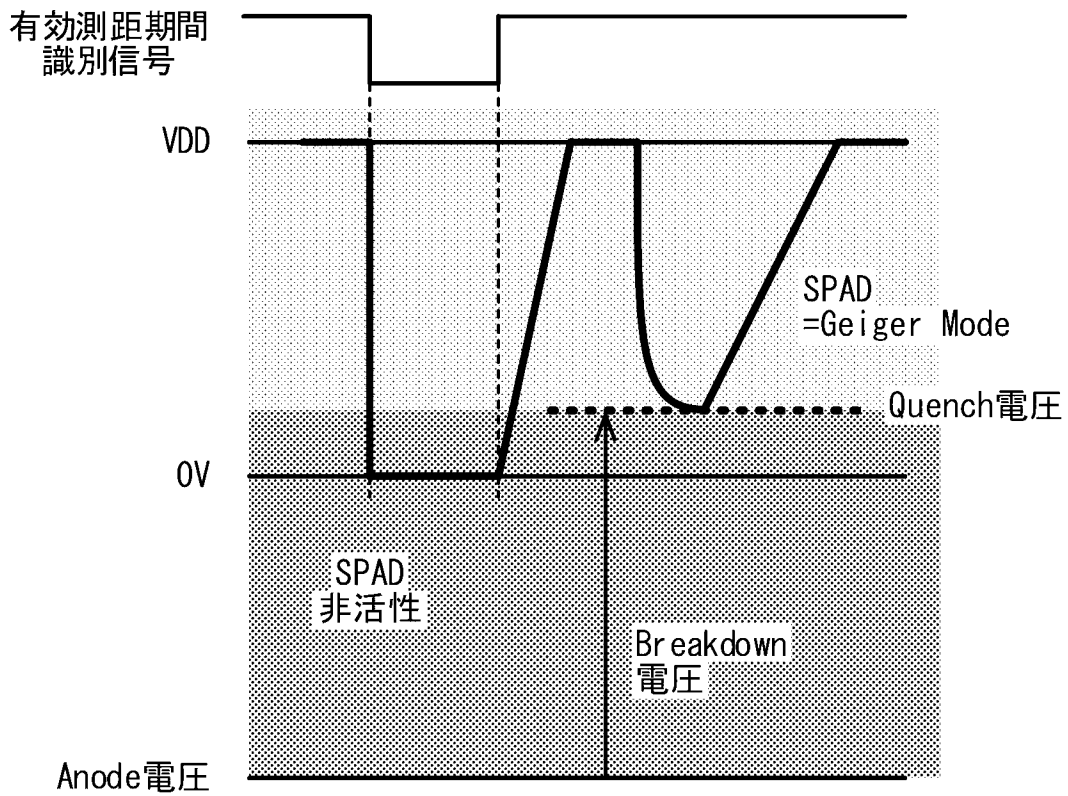 有効測距期間
識別信号
VDD
SPAD
=Geiger Mode
Quench電圧
0V
SPAD
非活性
Breakdown
電圧
Anode電圧